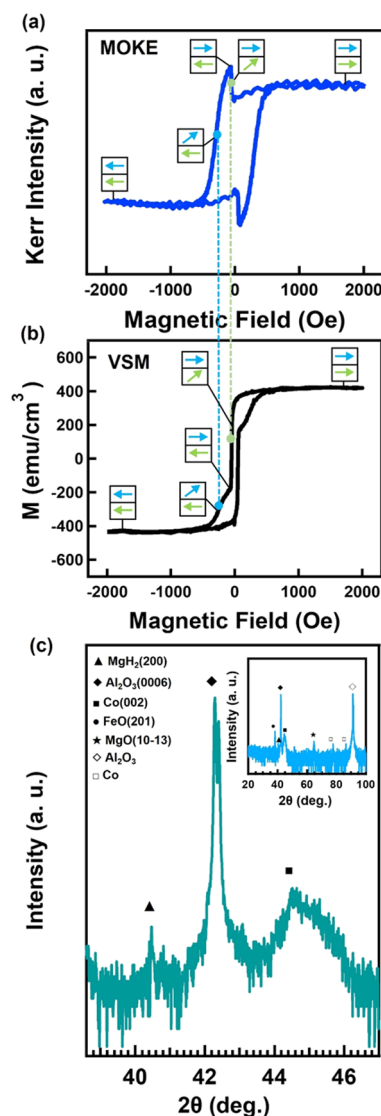 (a)
MOKE
Kerr Intensity (a. u.)
-2000 -1000 0 1000 2000
Magnetic Field (Oe)
(b)
VSM
M (emu/cm³)
600
400
200
0
-200
-400
-600
-2000 -1000 0 1000 2000
Magnetic Field (Oe)
(c)
▲ MgH₂(200)
◆ Al₂O₃(0006)
■ Co(002)
● FeO(201)
★ MgO(10-13)
◇ Al₂O₃
□ Co
Intensity (a. u.)
20 40 60 80 100
2θ (deg.)
Intensity (a. u.)
40 42 44 46
2θ (deg.)